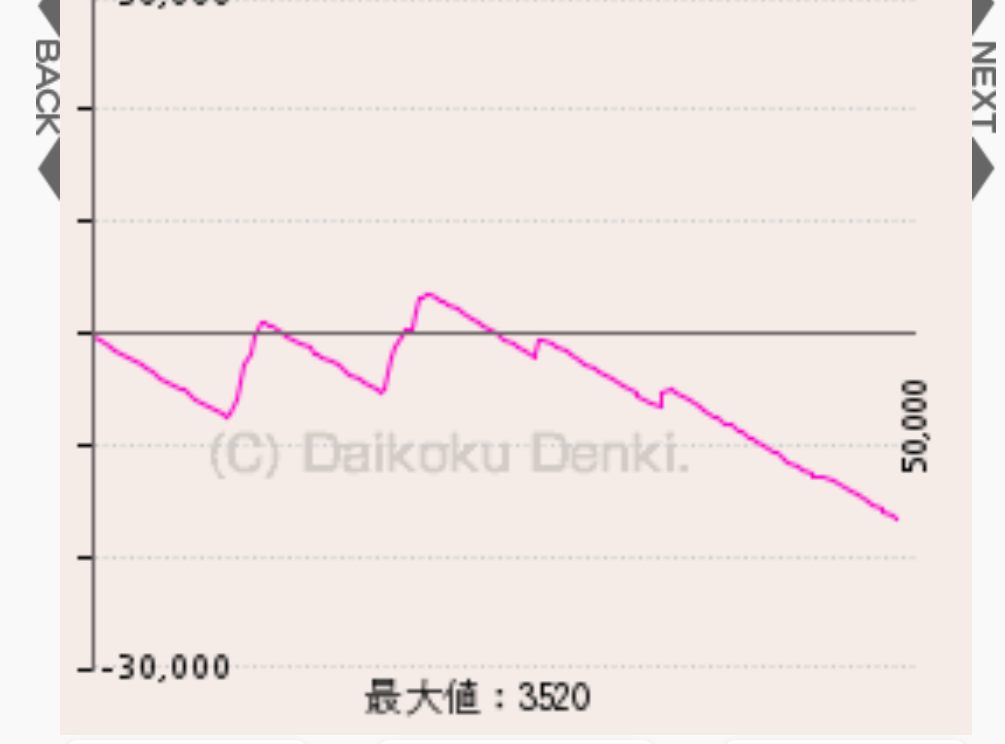 BACK
NEXT
50,000
(C) Daikoku Denki.
-30,000
最大値：3520